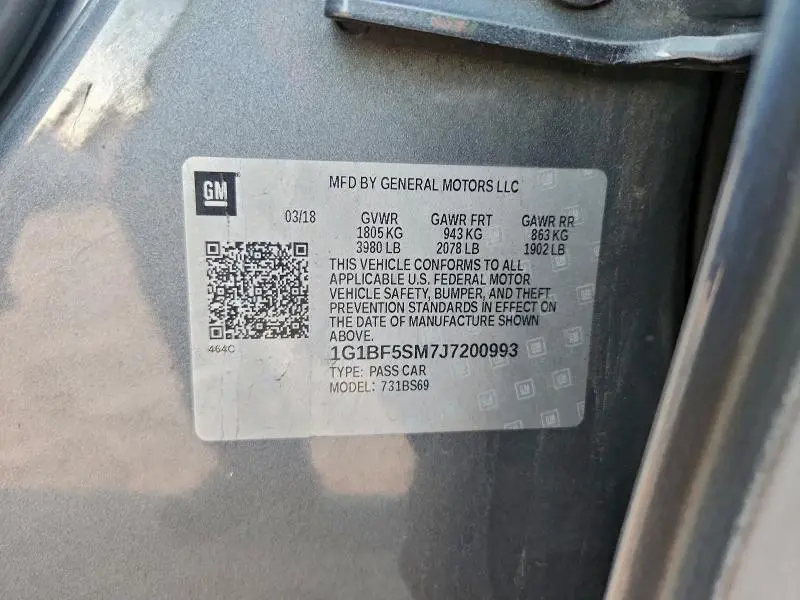 GM
MFD BY GENERAL MOTORS LLC
03/18 GVWR GAWR FRT GAWR RR
1805 KG 943 KG 863 KG
3980 LB 2078 LB 1902 LB
THIS VEHICLE CONFORMS TO ALL
APPLICABLE U.S. FEDERAL MOTOR
VEHICLE SAFETY, BUMPER, AND THEFT
PREVENTION STANDARDS IN EFFECT ON
THE DATE OF MANUFACTURE SHOWN
ABOVE.
464C
1G1BF5SM7J7200993
TYPE: PASS CAR
MODEL: 731BS69